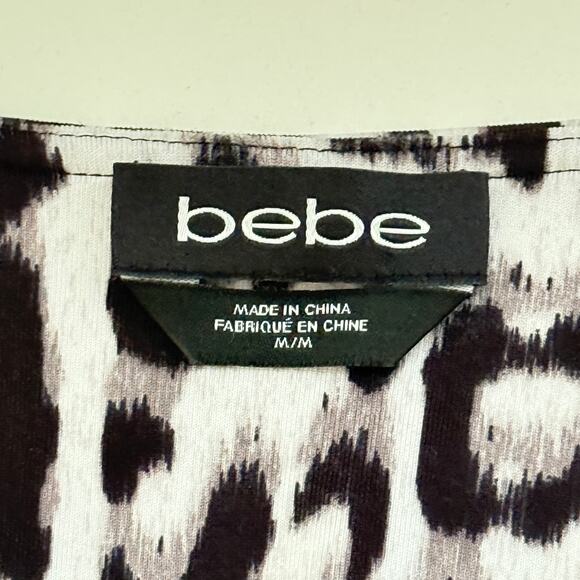 bebe
MADE IN CHINA
FABRIQUÉ EN CHINE
M/M